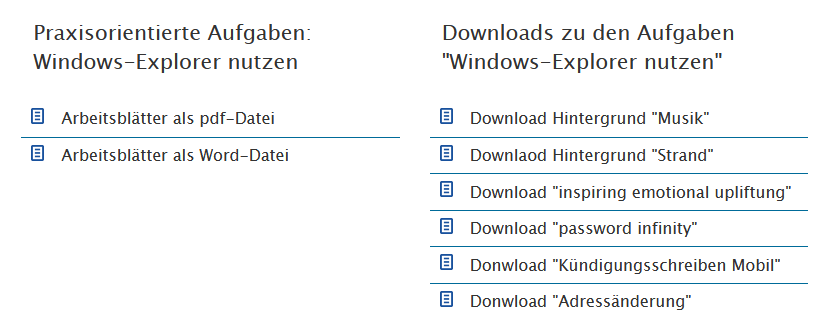 Praxisorientierte Aufgaben:
Windows-Explorer nutzen
Arbeitsblätter als pdf-Datei
Arbeitsblätter als Word-Datei
Downloads zu den Aufgaben
"Windows-Explorer nutzen"
Download Hintergrund "Musik"
Downlaod Hintergrund "Strand"
Download "inspiring emotional upliftung"
Download "password infinity"
Donwload "Kündigungsschreiben Mobil"
Donwload "Adressänderung"